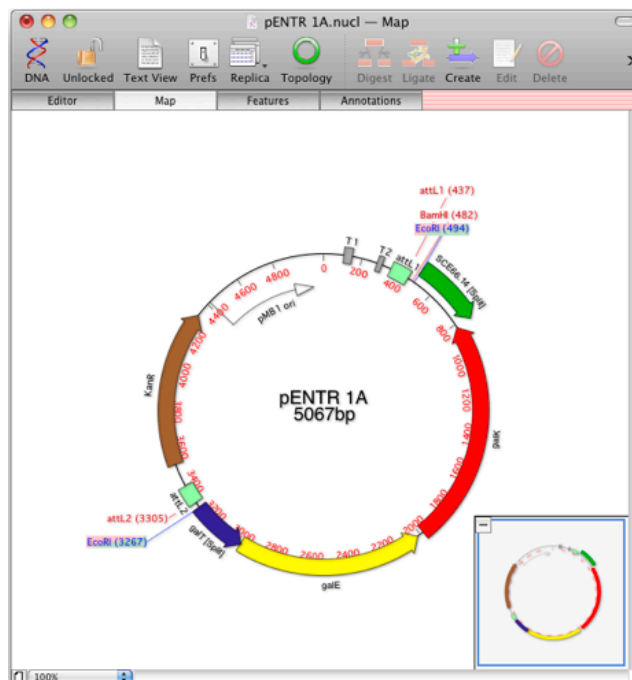 pENTR 1A.nucl — Map
DNA Unlocked Text View Prefs Replica Topology Digest Ligate Create Edit Delete
Editor Map Features Annotations
attL1 (437)
BamHI (482)
EcoRI (494)
T1
T2
attL1
SCE66.14 [Split]
0
200
400
600
800
1000
1200
1400
1600
1800
2000
2200
2400
2600
2800
3000
3200
3400
3600
3800
4000
4200
4400
4600
4800
pMB1 ori
KanR
galK
pENTR 1A
5067bp
attL2
attL2 (3305)
EcoRI (3267)
galT [Split]
galE
100%